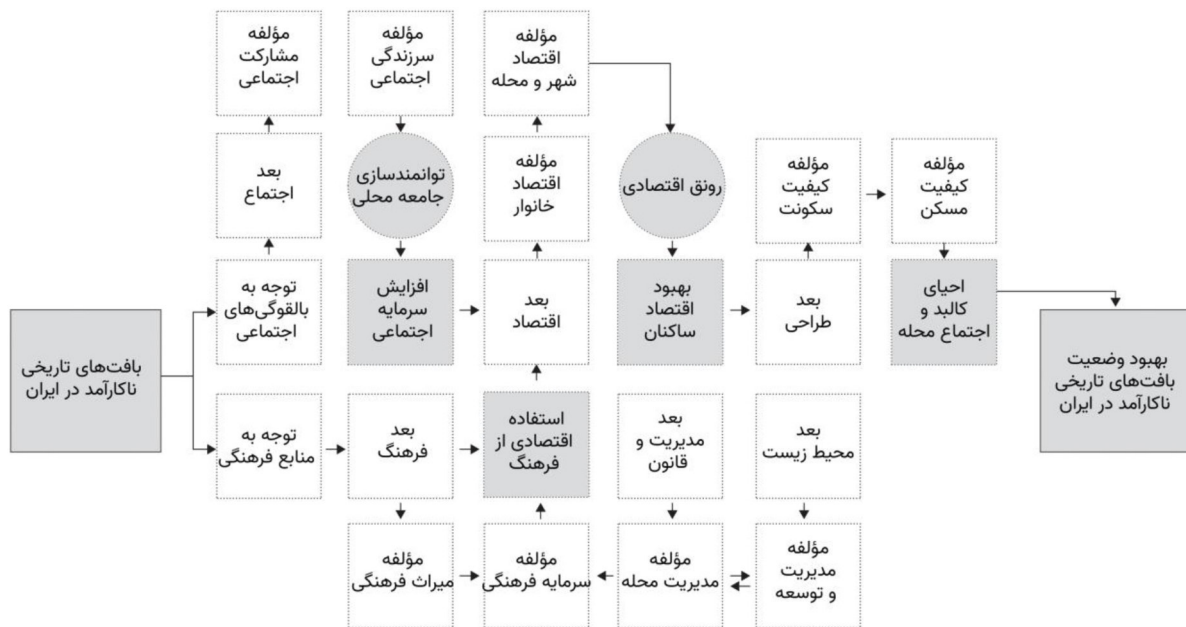 مؤلفه
مشارکت
اجتماعی
مؤلفه
سرزندگی
اجتماعی
مؤلفه
اقتصاد
شهر و محله
بعد
اجتماع
توانمندسازی
جامعه محلی
مؤلفه
اقتصاد
خانوار
رونق اقتصادی
مؤلفه
کیفیت
سکونت
مؤلفه
کیفیت
مسکن
توجه به
بالقوگی‌های
اجتماعی
افزایش
سرمایه
اجتماعی
بعد
اقتصاد
بهبود
اقتصاد
ساکنان
بعد
طراحی
احیای
کالبد و
اجتماع محله
بافت‌های تاریخی
ناکارآمد در ایران
بهبود وضعیت
بافت‌های تاریخی
ناکارآمد در ایران
توجه به
منابع فرهنگی
بعد
فرهنگ
استفاده
اقتصادی از
فرهنگ
بعد
مدیریت و
قانون
بعد
محیط زیست
مؤلفه
میراث فرهنگی
مؤلفه
سرمایه فرهنگی
مؤلفه
مدیریت محله
مؤلفه
مدیریت
و توسعه